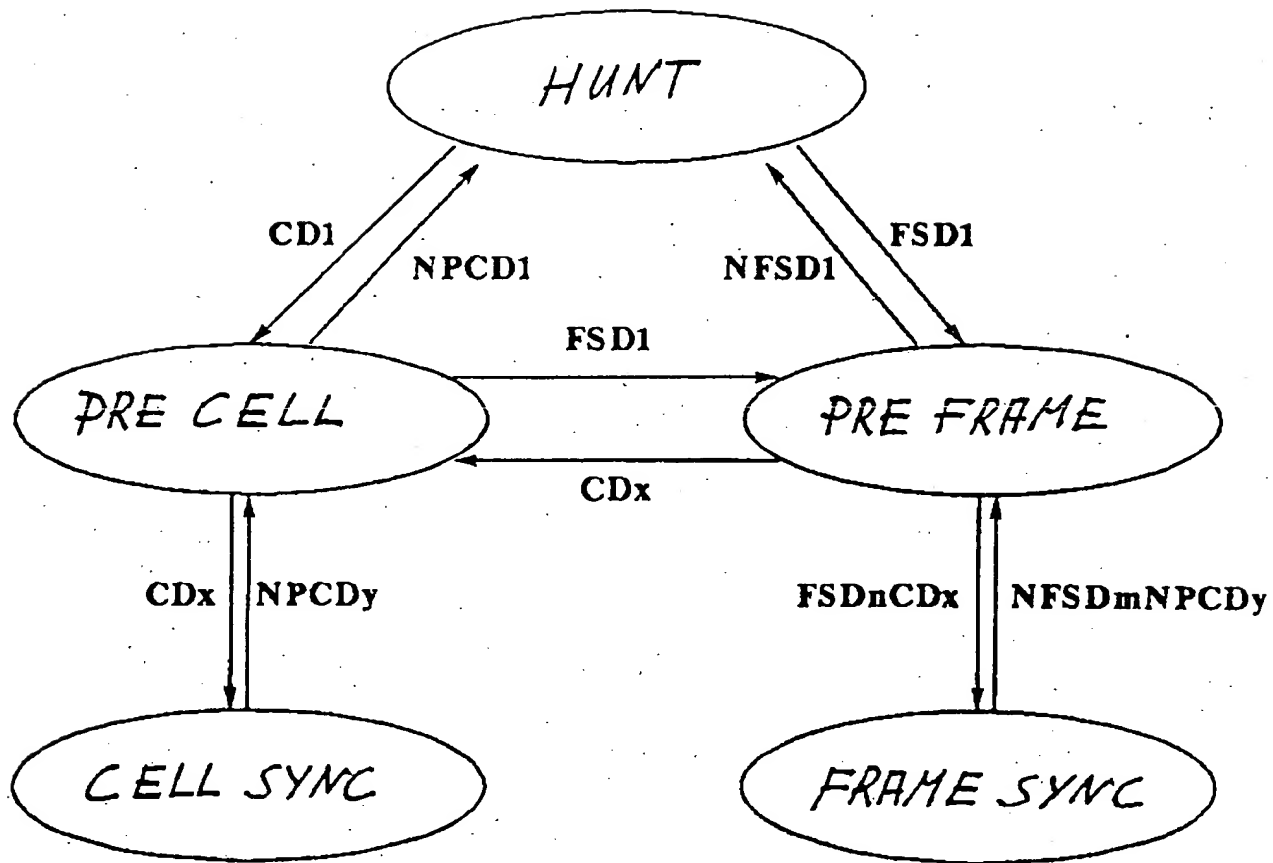 HUNT
CD1
NPCD1
NFSD1
FSD1
FSD1
PRE CELL
PRE FRAME
CDx
CDx
NPCDy
FSDnCDx
NFSDmNPCDy
CELL SYNC
FRAME SYNC